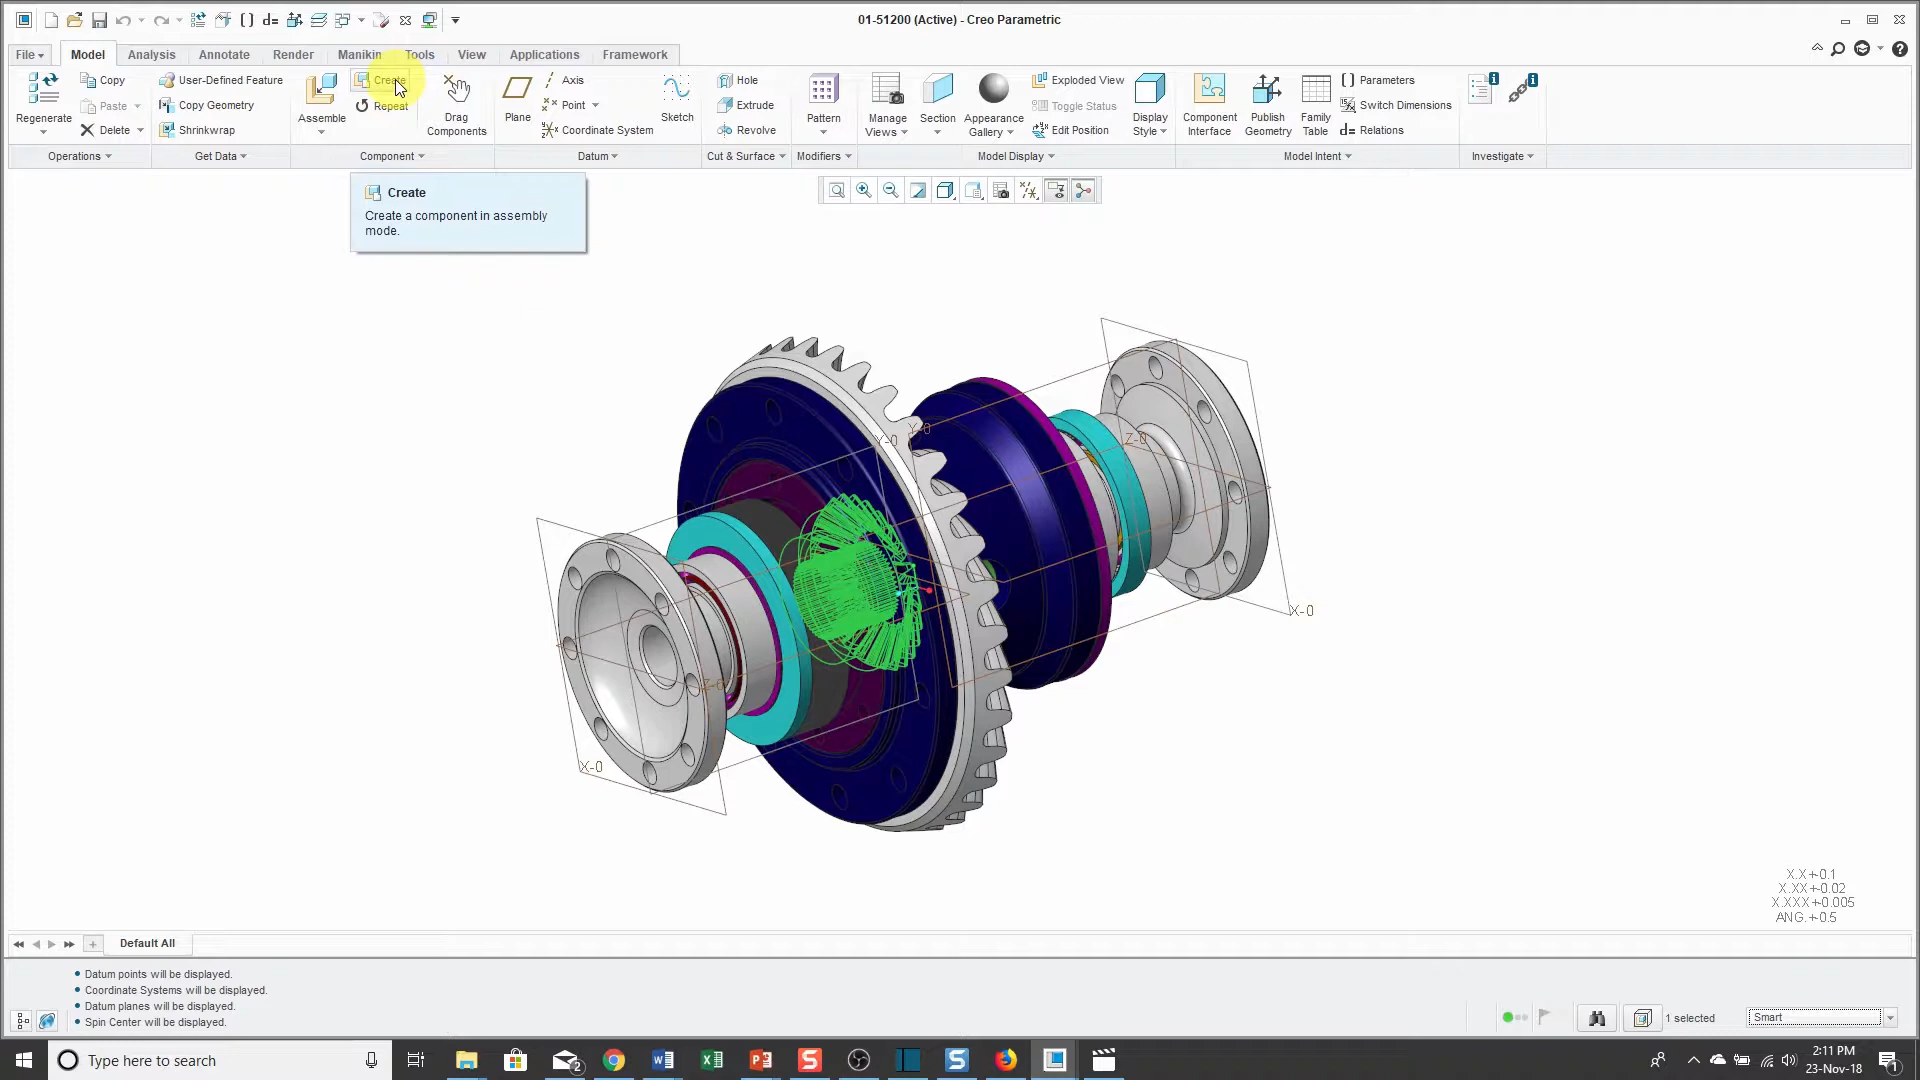 01-51200 (Active) - Creo Parametric
File Model Analysis Annotate Render Manikin Tools View Applications Framework
Regenerate
Copy
Paste
Delete
Operations
User-Defined Feature
Copy Geometry
Shrinkwrap
Get Data
Assemble
Create
Repeat
Drag
Components
Component
Plane
Axis
Point
Coordinate System
Sketch
Datum
Hole
Extrude
Revolve
Cut & Surface
Pattern
Modifiers
Manage
Views
Section
Appearance
Gallery
Exploded View
Toggle Status
Edit Position
Display
Style
Model Display
Component
Interface
Publish
Geometry
Family
Table
Parameters
Switch Dimensions
d= Relations
Model Intent
Investigate
Create
Create a component in assembly
mode.
Y-0
Y-0
Z-0
X-0
Z-0
X-0
X.X+-0.1
X.XX+-0.02
X.XXX+-0.005
ANG.+-0.5
Default All
Datum points will be displayed.
Coordinate Systems will be displayed.
Datum planes will be displayed.
Spin Center will be displayed.
1 selected
Smart
Type here to search
2
2:11 PM
23-Nov-18
1